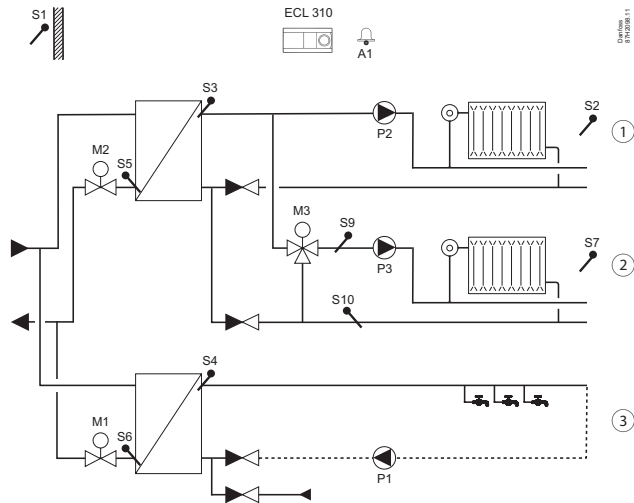 S1
ECL 310
A1
Danfoss
87H2098.11
S3
P2
S2
1
M2
S5
M3
S9
P3
S7
2
S10
S4
M1
S6
P1
3